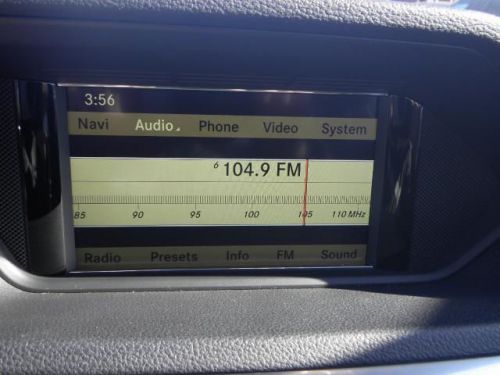 3:56
Navi Audio Phone Video System
6 104.9 FM
85 90 95 100 105 110 MHz
Radio Presets Info FM Sound